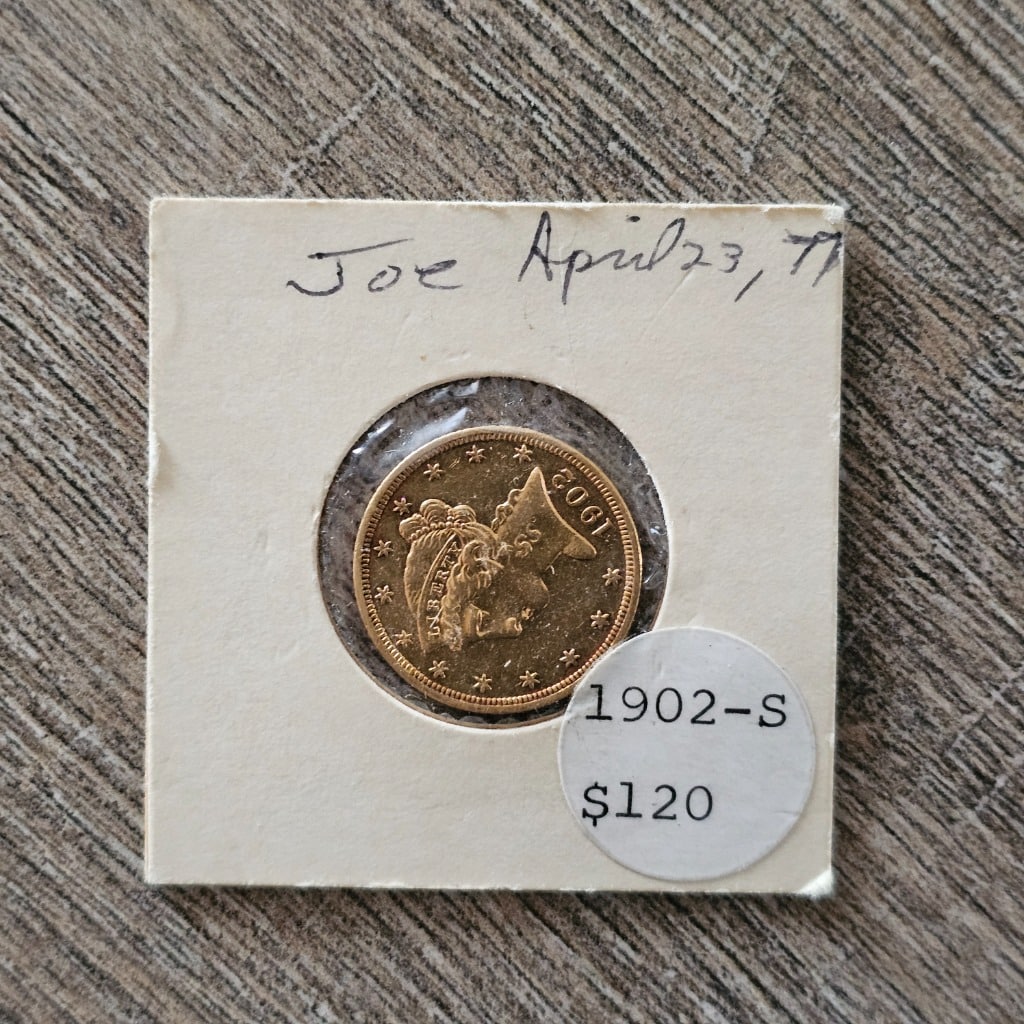 Joe April 23, 77
1902
LIBERTY
1902-S
$120